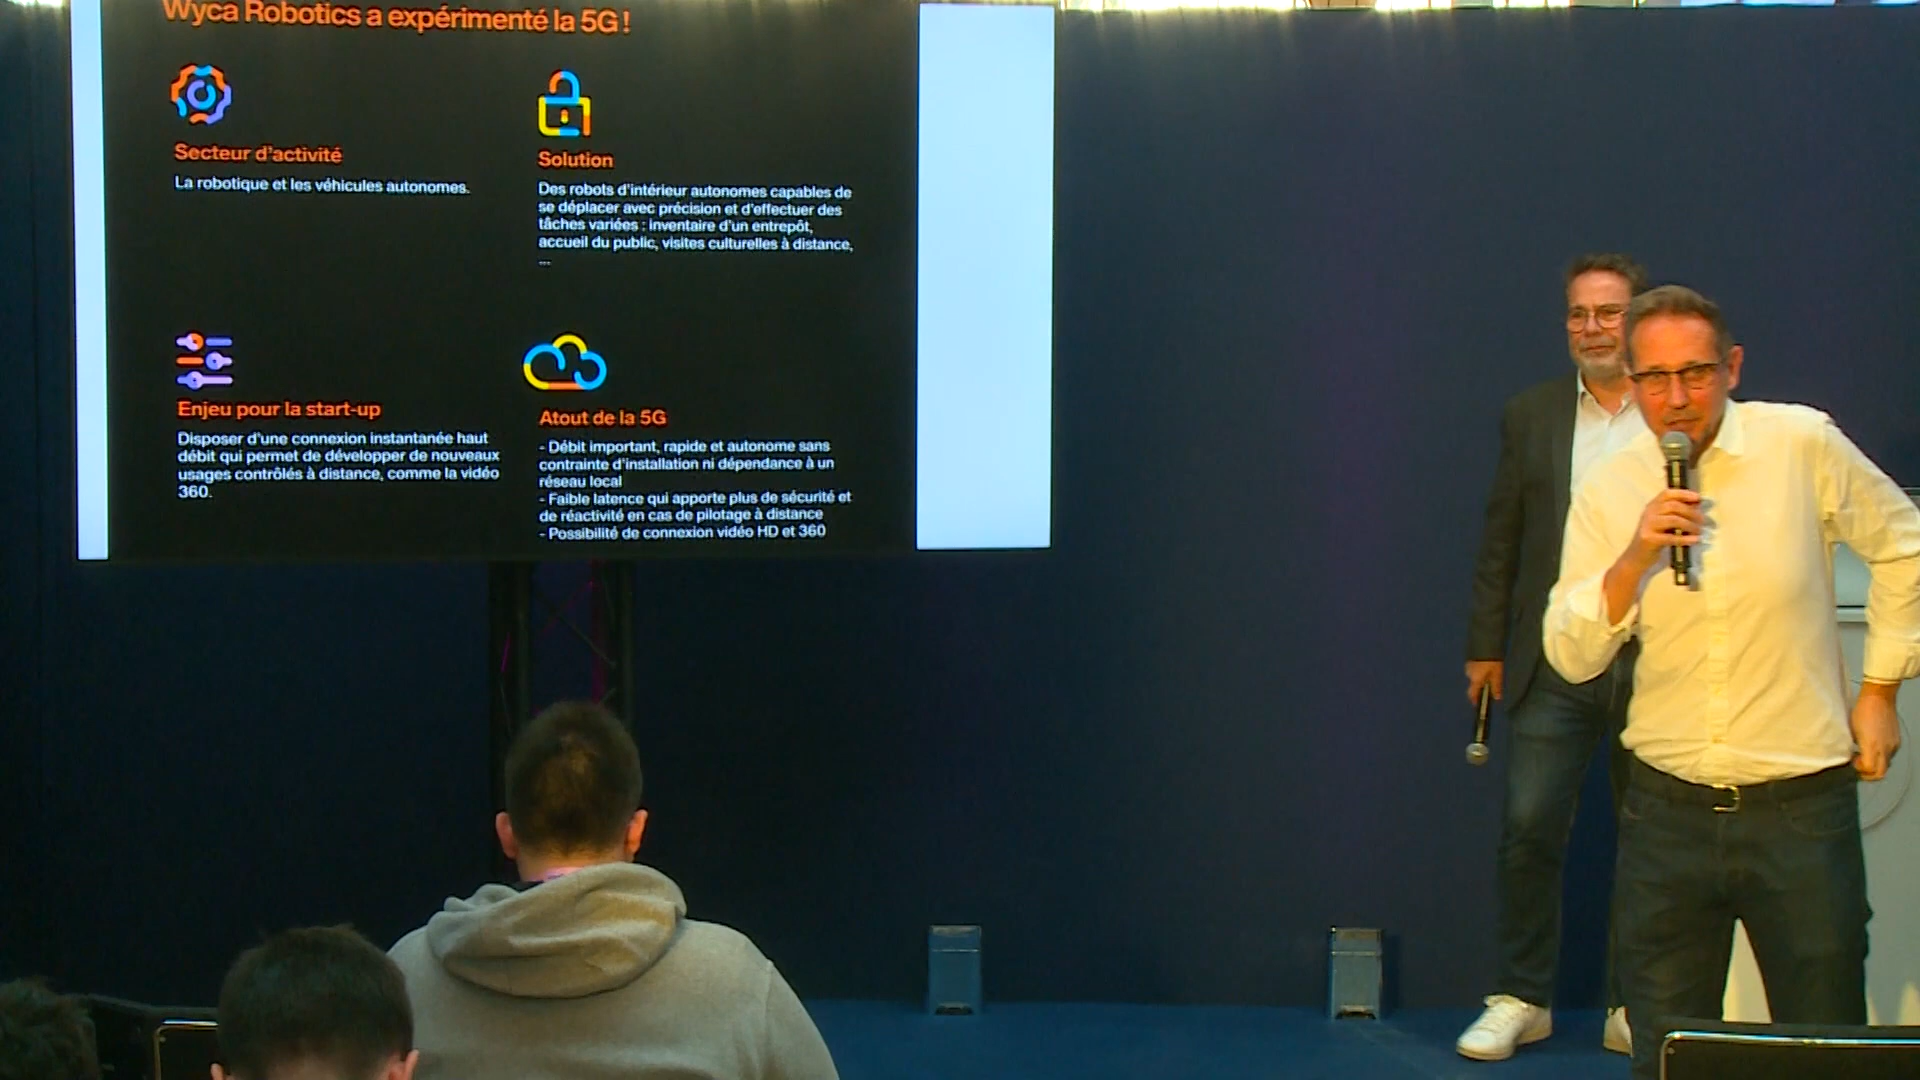 Wyca Robotics a expérimenté la 5G !
Secteur d'activité
La robotique et les véhicules autonomes.
Solution
Des robots d'intérieur autonomes capables de
se déplacer avec précision et d'effectuer des
tâches variées : inventaire d'un entrepôt,
accueil du public, visites culturelles à distance,
...
Enjeu pour la start-up
Disposer d'une connexion instantanée haut
débit qui permet de développer de nouveaux
usages contrôlés à distance, comme la vidéo
360.
Atout de la 5G
- Débit important, rapide et autonome sans
contrainte d'installation ni dépendance à un
réseau local
- Faible latence qui apporte plus de sécurité et
de réactivité en cas de pilotage à distance
- Possibilité de connexion vidéo HD et 360